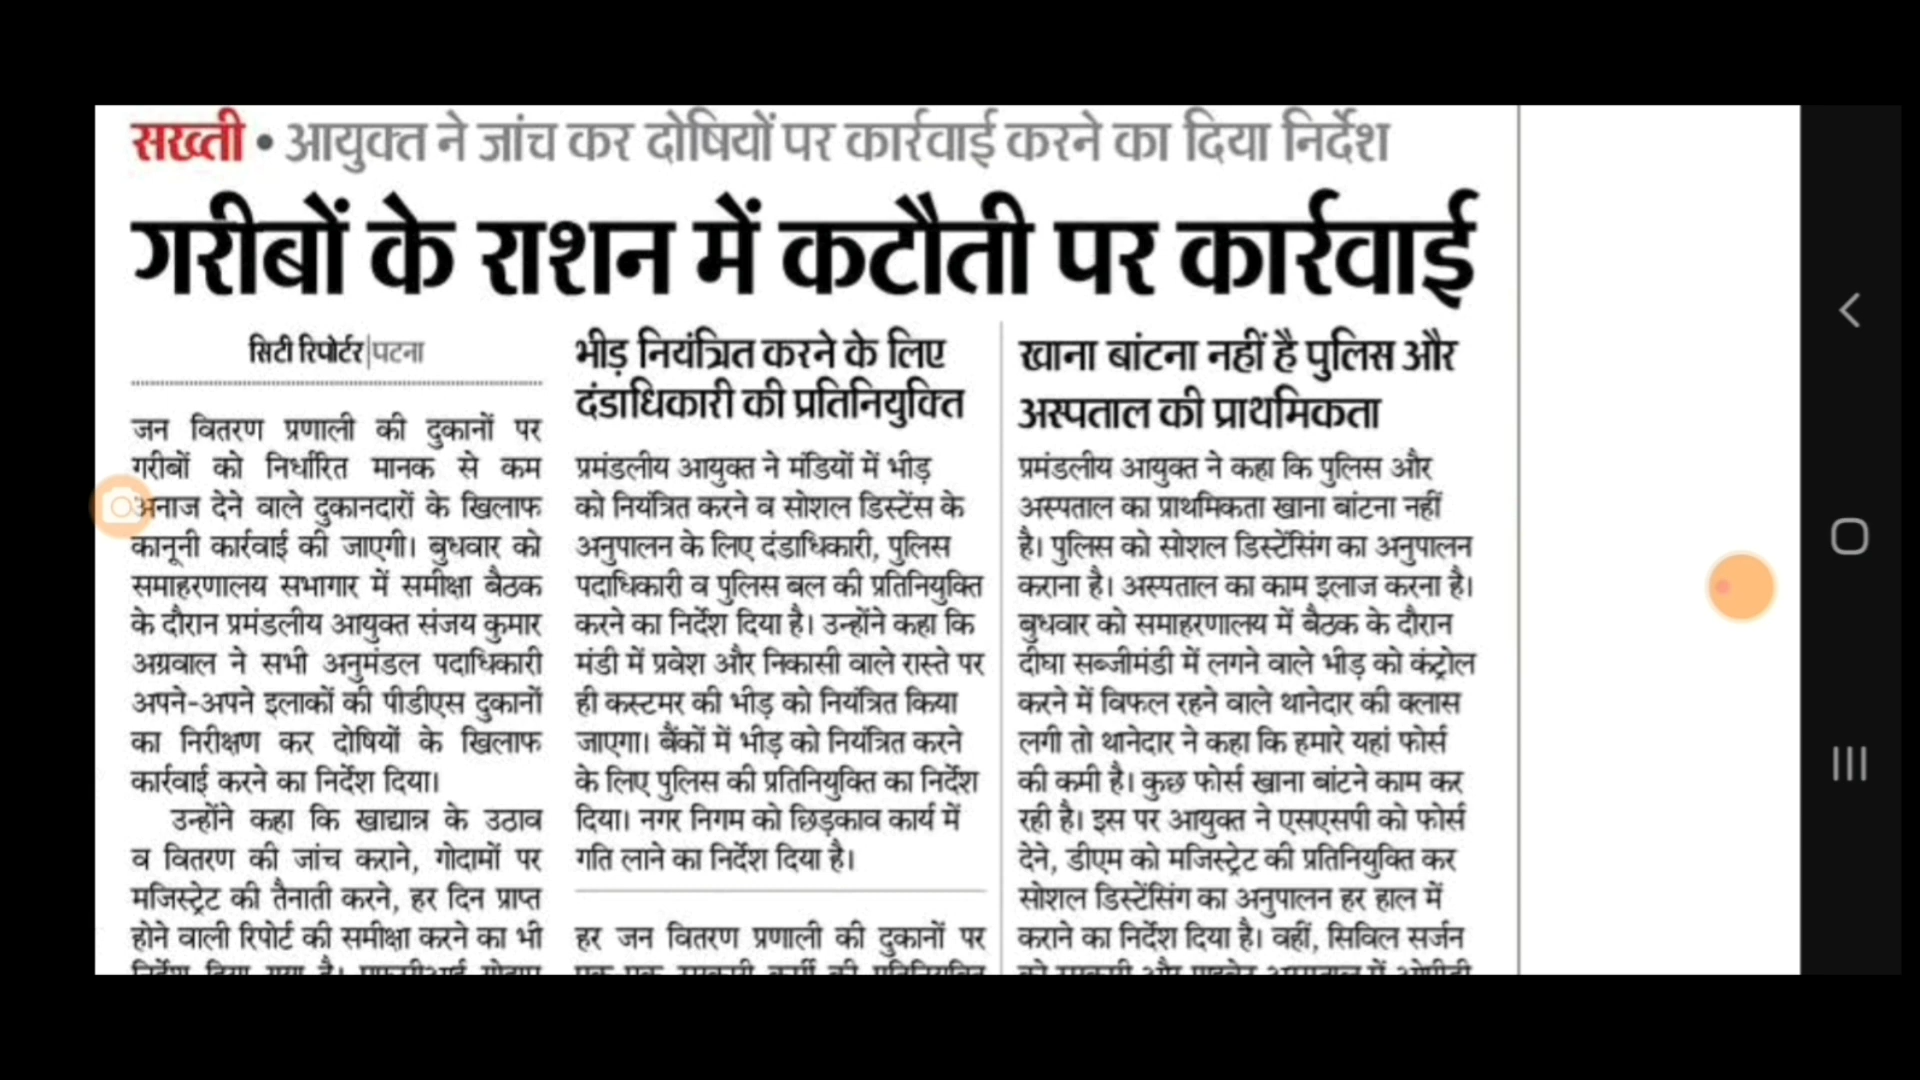 सख्ती • आयुक्त ने जांच कर दोषियों पर कार्रवाई करने का दिया निर्देश
गरीबों के राशन में कटौती पर कार्रवाई
सिटी रिपोर्टर|पटना
जन वितरण प्रणाली की दुकानों पर
गरीबों को निर्धारित मानक से कम
अनाज देने वाले दुकानदारों के खिलाफ
कानूनी कार्रवाई की जाएगी। बुधवार को
समाहरणालय सभागार में समीक्षा बैठक
के दौरान प्रमंडलीय आयुक्त संजय कुमार
अग्रवाल ने सभी अनुमंडल पदाधिकारी
अपने-अपने इलाकों की पीडीएस दुकानों
का निरीक्षण कर दोषियों के खिलाफ
कार्रवाई करने का निर्देश दिया।
उन्होंने कहा कि खाद्यान्न के उठाव
व वितरण की जांच कराने, गोदामों पर
मजिस्ट्रेट की तैनाती करने, हर दिन प्राप्त
होने वाली रिपोर्ट की समीक्षा करने का भी
भीड़ नियंत्रित करने के लिए
दंडाधिकारी की प्रतिनियुक्ति
प्रमंडलीय आयुक्त ने मंडियों में भीड़
को नियंत्रित करने व सोशल डिस्टेंस के
अनुपालन के लिए दंडाधिकारी, पुलिस
पदाधिकारी व पुलिस बल की प्रतिनियुक्ति
करने का निर्देश दिया है। उन्होंने कहा कि
मंडी में प्रवेश और निकासी वाले रास्ते पर
ही कस्टमर की भीड़ को नियंत्रित किया
जाएगा। बैंकों में भीड़ को नियंत्रित करने
के लिए पुलिस की प्रतिनियुक्ति का निर्देश
दिया। नगर निगम को छिड़काव कार्य में
गति लाने का निर्देश दिया है।
हर जन वितरण प्रणाली की दुकानों पर
खाना बांटना नहीं है पुलिस और
अस्पताल की प्राथमिकता
प्रमंडलीय आयुक्त ने कहा कि पुलिस और
अस्पताल का प्राथमिकता खाना बांटना नहीं
है। पुलिस को सोशल डिस्टेंसिंग का अनुपालन
कराना है। अस्पताल का काम इलाज करना है।
बुधवार को समाहरणालय में बैठक के दौरान
दीघा सब्जीमंडी में लगने वाले भीड़ को कंट्रोल
करने में विफल रहने वाले थानेदार की क्लास
लगी तो थानेदार ने कहा कि हमारे यहां फोर्स
की कमी है। कुछ फोर्स खाना बांटने काम कर
रही है। इस पर आयुक्त ने एसएसपी को फोर्स
देने, डीएम को मजिस्ट्रेट की प्रतिनियुक्ति कर
सोशल डिस्टेंसिंग का अनुपालन हर हाल में
कराने का निर्देश दिया है। वहीं, सिविल सर्जन